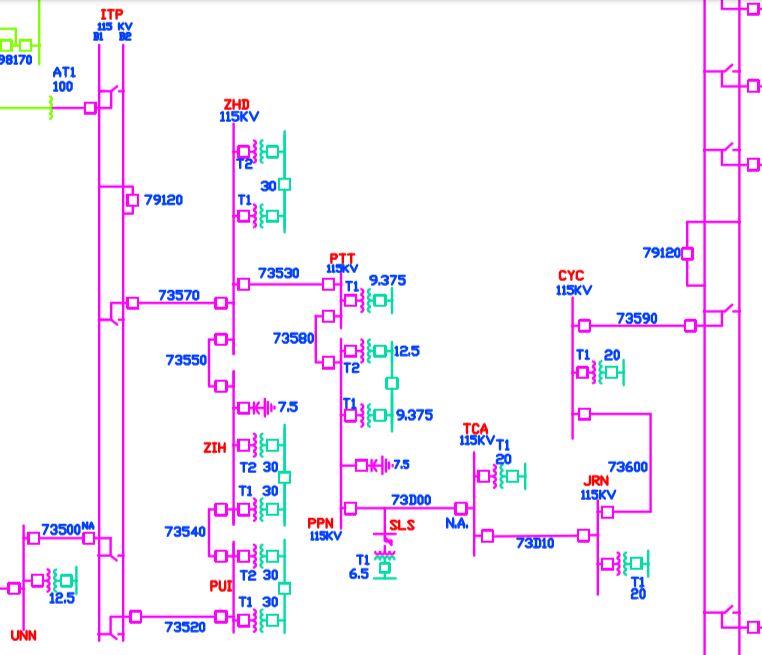 ITP
115 KV
B1 B2
98170
AT1
100
ZHD
115KV
T2
30
T1
79120
73530
PTT
115KV
T1
9.375
73570
73580
79120
CYC
115KV
73590
73550
12.5
T2
T1
20
7.5
T1
9.375
ZIH
T2 30
TCA
115KV
T1
20
7.5
73600
T1 30
73D00
JRN
115KV
73500
NA
73540
PPN
115KV
SLS
N.A.
73D10
T2 30
T1
6.5
PUI
12.5
T1 30
T1
20
73520
UNN